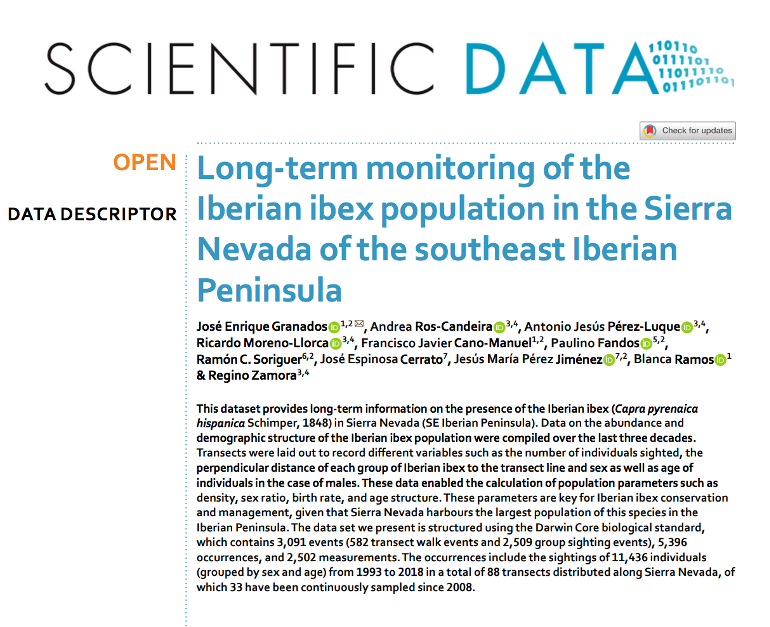 SCIENTIFIC DATA
110110
0111101
11011110
011101101
Check for updates
OPEN
DATA DESCRIPTOR
Long-term monitoring of the
Iberian ibex population in the Sierra
Nevada of the southeast Iberian
Peninsula
José Enrique Granados iD 1,2 ✉, Andrea Ros-Candeira iD 3,4, Antonio Jesús Pérez-Luque iD 3,4,
Ricardo Moreno-Llorca iD 3,4, Francisco Javier Cano-Manuel1,2, Paulino Fandos iD 5,2,
Ramón C. Soriguer6,2, José Espinosa Cerrato7, Jesús María Pérez Jiménez iD 7,2, Blanca Ramos iD 1
& Regino Zamora3,4
This dataset provides long-term information on the presence of the Iberian ibex (Capra pyrenaica
hispanica Schimper, 1848) in Sierra Nevada (SE Iberian Peninsula). Data on the abundance and
demographic structure of the Iberian ibex population were compiled over the last three decades.
Transects were laid out to record different variables such as the number of individuals sighted, the
perpendicular distance of each group of Iberian ibex to the transect line and sex as well as age of
individuals in the case of males. These data enabled the calculation of population parameters such as
density, sex ratio, birth rate, and age structure. These parameters are key for Iberian ibex conservation
and management, given that Sierra Nevada harbours the largest population of this species in the
Iberian Peninsula. The data set we present is structured using the Darwin Core biological standard,
which contains 3,091 events (582 transect walk events and 2,509 group sighting events), 5,396
occurrences, and 2,502 measurements. The occurrences include the sightings of 11,436 individuals
(grouped by sex and age) from 1993 to 2018 in a total of 88 transects distributed along Sierra Nevada, of
which 33 have been continuously sampled since 2008.